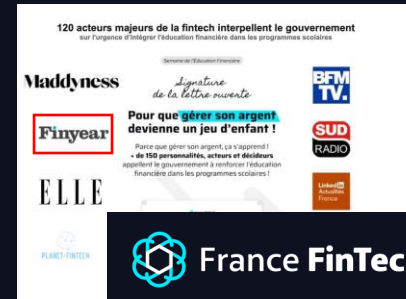 120 acteurs majeurs de la fintech interpellent le gouvernement
sur l'urgence d'intégrer l'éducation financière dans les programmes scolaires
Semaine de l'Éducation Financière
Maddyness
Signature
de la lettre ouverte
BFM
TV.
Pour que gérer son argent
devienne un jeu d'enfant !
Finyear
SUD
RADIO
Parce que gérer son argent, ça s'apprend !
+ de 150 personnalités, acteurs et décideurs
appellent le gouvernement à renforcer l'éducation
financière dans les programmes scolaires !
ELLE
LinkedIn
Actualités
France
PLANET-FINTECH
France FinTec